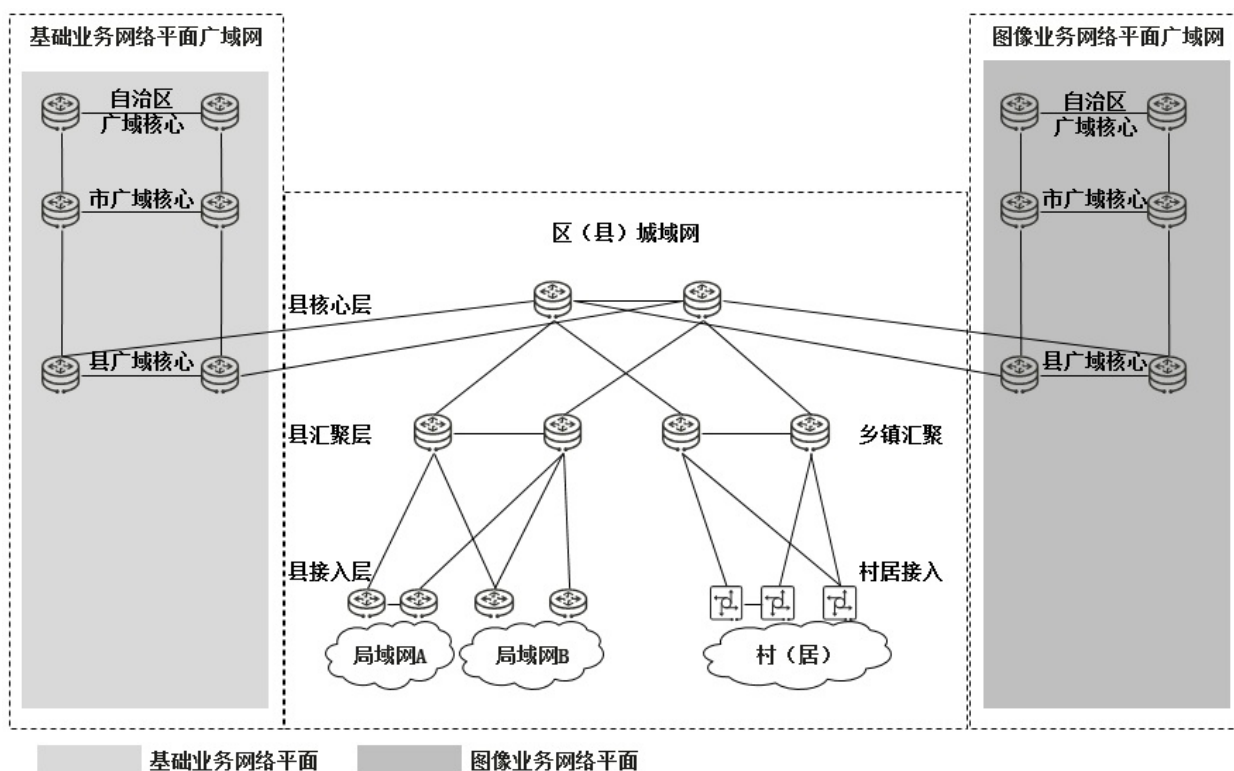 基础业务网络平面广域网
图像业务网络平面广域网
自治区
广域核心
自治区
广域核心
市广域核心
市广域核心
区（县）城域网
县核心层
县广域核心
县广域核心
县汇聚层
乡镇汇聚
县接入层
村居接入
局域网A
局域网B
村（居）
基础业务网络平面
图像业务网络平面